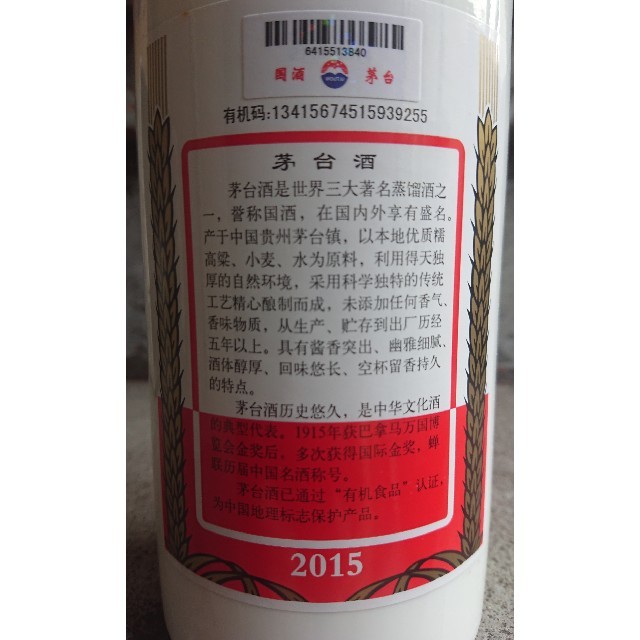 6415513840
国酒 茅台
有机码:13415674515939255
茅台酒
茅台酒是世界三大著名蒸馏酒之
一，誉称国酒，在国内外享有盛名。
产于中国贵州茅台镇，以本地优质糯
高粱、小麦、水为原料，利用得天独
厚的自然环境，采用科学独特的传统
工艺精心酿制而成，未添加任何香气、
香味物质，从生产、贮存到出厂历经
五年以上。具有酱香突出、幽雅细腻、
酒体醇厚、回味悠长、空杯留香持久
的特点。
茅台酒历史悠久，是中华文化酒
的典型代表。1915年获巴拿马万国博
览会金奖后，多次获得国际金奖，蝉
联历届中国名酒称号。
茅台酒已通过“有机食品”认证，
为中国地理标志保护产品。
2015